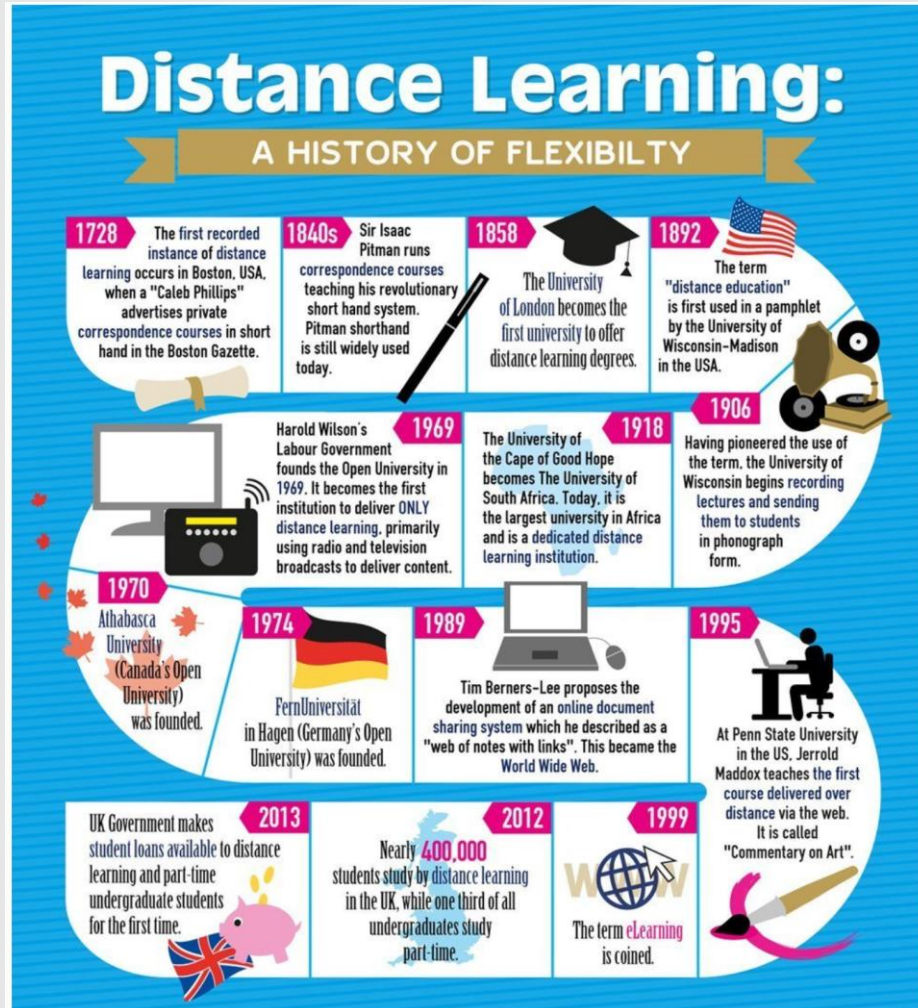 Distance Learning:
A HISTORY OF FLEXIBILTY
1728
The first recorded
instance of distance
learning occurs in Boston, USA,
when a "Caleb Phillips"
advertises private
correspondence courses in short
hand in the Boston Gazette.
1840s
Sir Isaac
Pitman runs
correspondence courses
teaching his revolutionary
short hand system.
Pitman shorthand
is still widely used
today.
1858
The University
of London becomes the
first university to offer
distance learning degrees.
1892
The term
"distance education"
is first used in a pamphlet
by the University of
Wisconsin-Madison
in the USA.
1906
Having pioneered the use of
the term, the University of
Wisconsin begins recording
lectures and sending
them to students
in phonograph
form.
1918
The University of
the Cape of Good Hope
becomes The University of
South Africa. Today, it is
the largest university in Africa
and is a dedicated distance
learning institution.
1969
Harold Wilson's
Labour Government
founds the Open University in
1969. It becomes the first
institution to deliver ONLY
distance learning, primarily
using radio and television
broadcasts to deliver content.
1970
Athabasca
University
(Canada's Open
University)
was founded.
1974
FernUniversität
in Hagen (Germany's Open
University) was founded.
1989
Tim Berners-Lee proposes the
development of an online document
sharing system which he described as a
"web of notes with links". This became the
World Wide Web.
1995
At Penn State University
in the US, Jerrold
Maddox teaches the first
course delivered over
distance via the web.
It is called
"Commentary on Art".
1999
WWW
The term eLearning
is coined.
2012
Nearly 400,000
students study by distance learning
in the UK, while one third of all
undergraduates study
part-time.
2013
UK Government makes
student loans available to distance
learning and part-time
undergraduate students
for the first time.